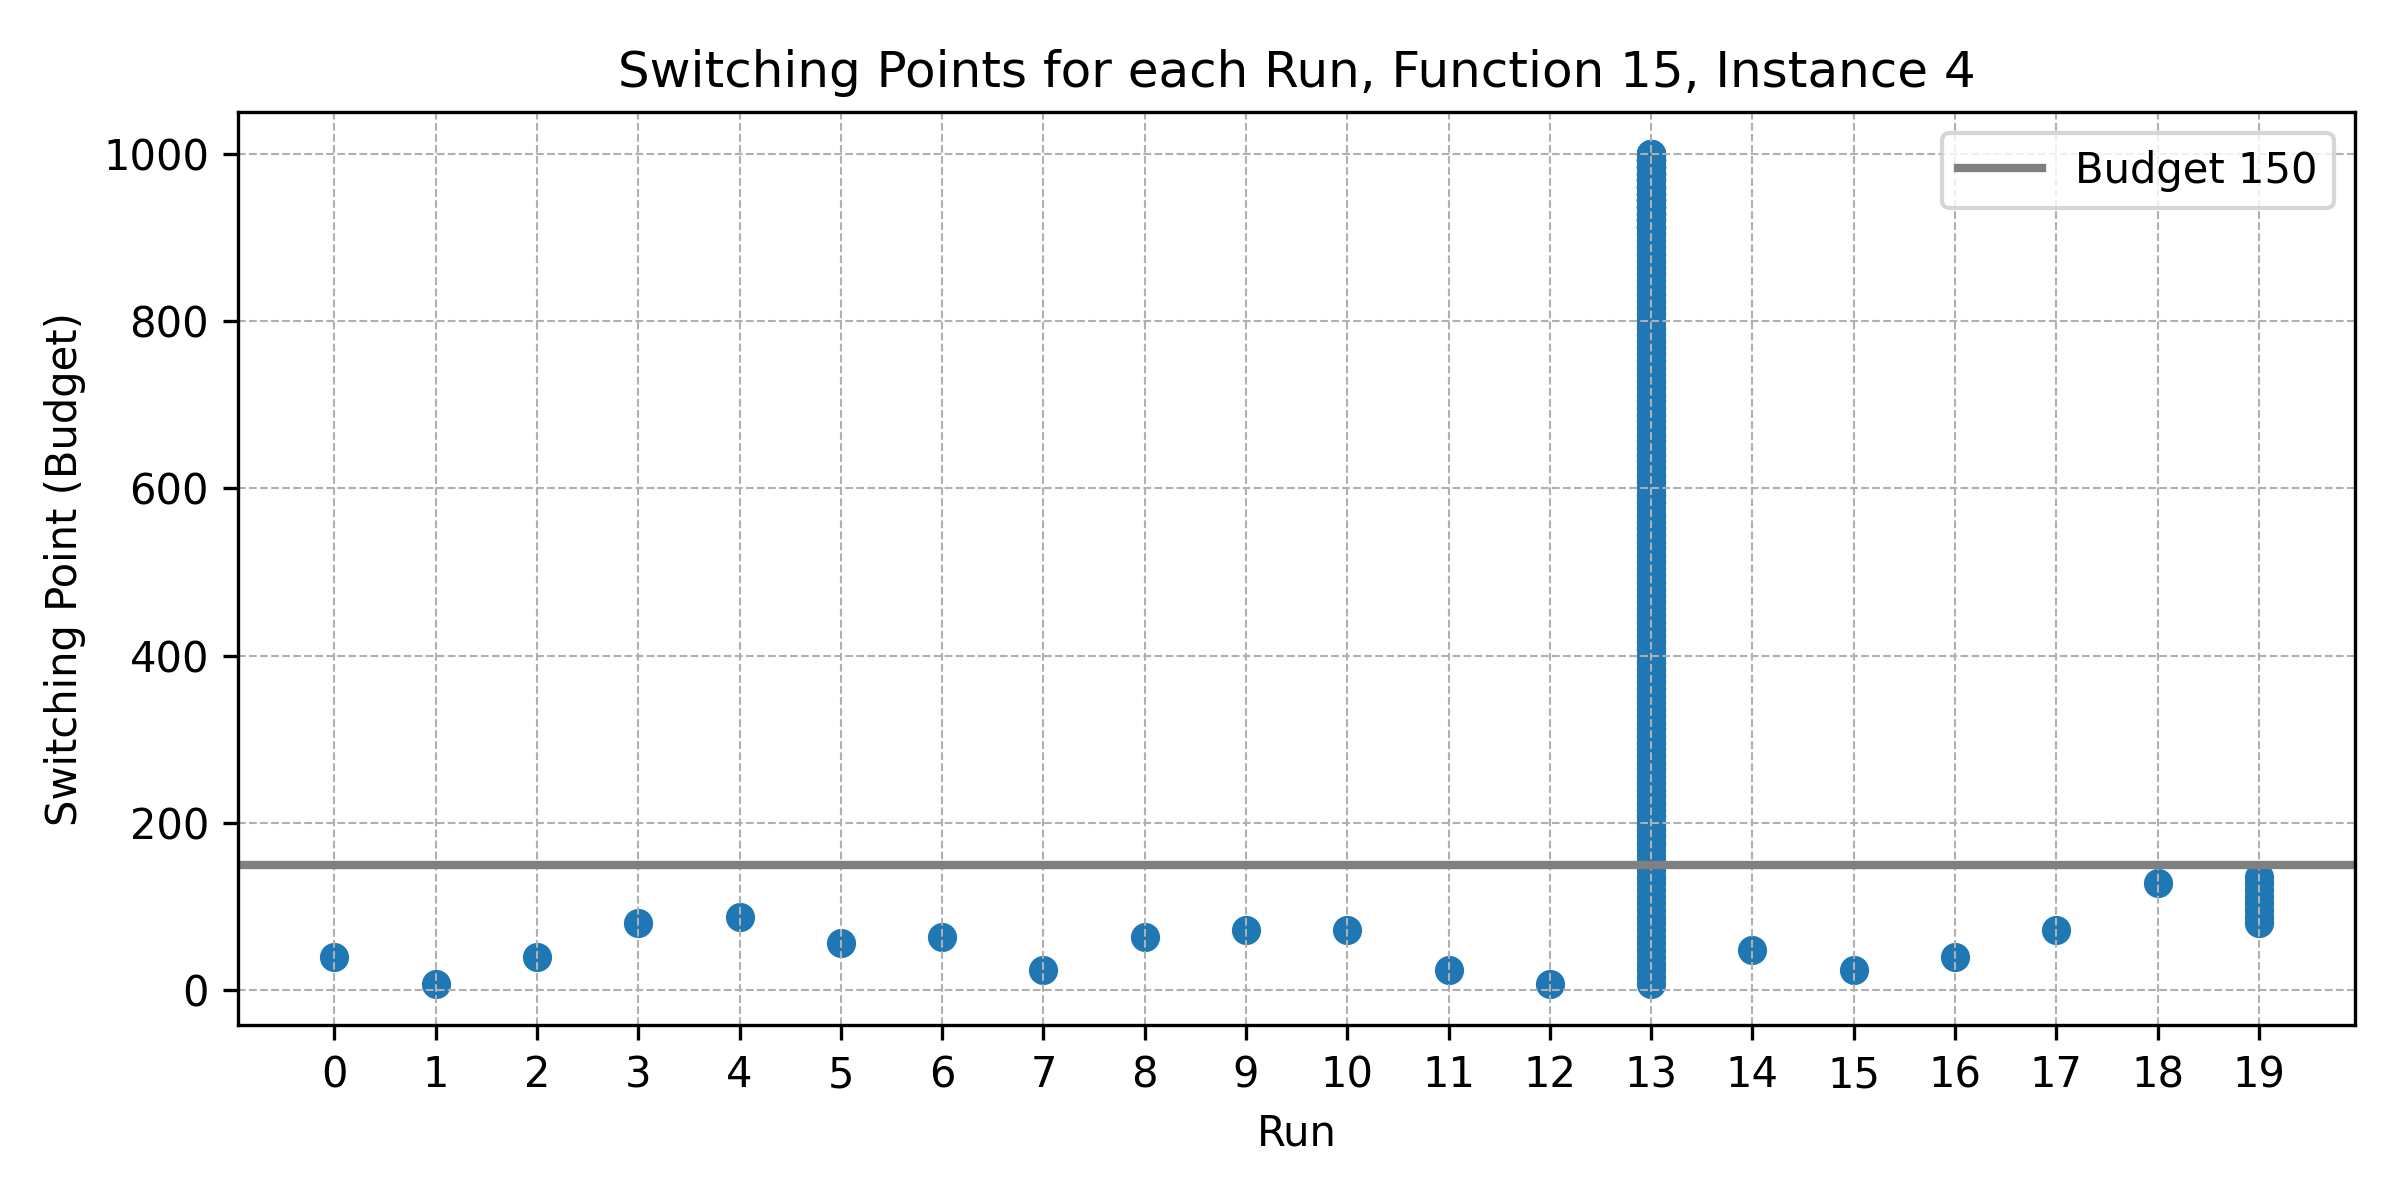 Switching Points for each Run, Function 15, Instance 4
Budget 150
Switching Point (Budget)
1000
800
600
400
200
0
0 1 2 3 4 5 6 7 8 9 10 11 12 13 14 15 16 17 18 19
Run